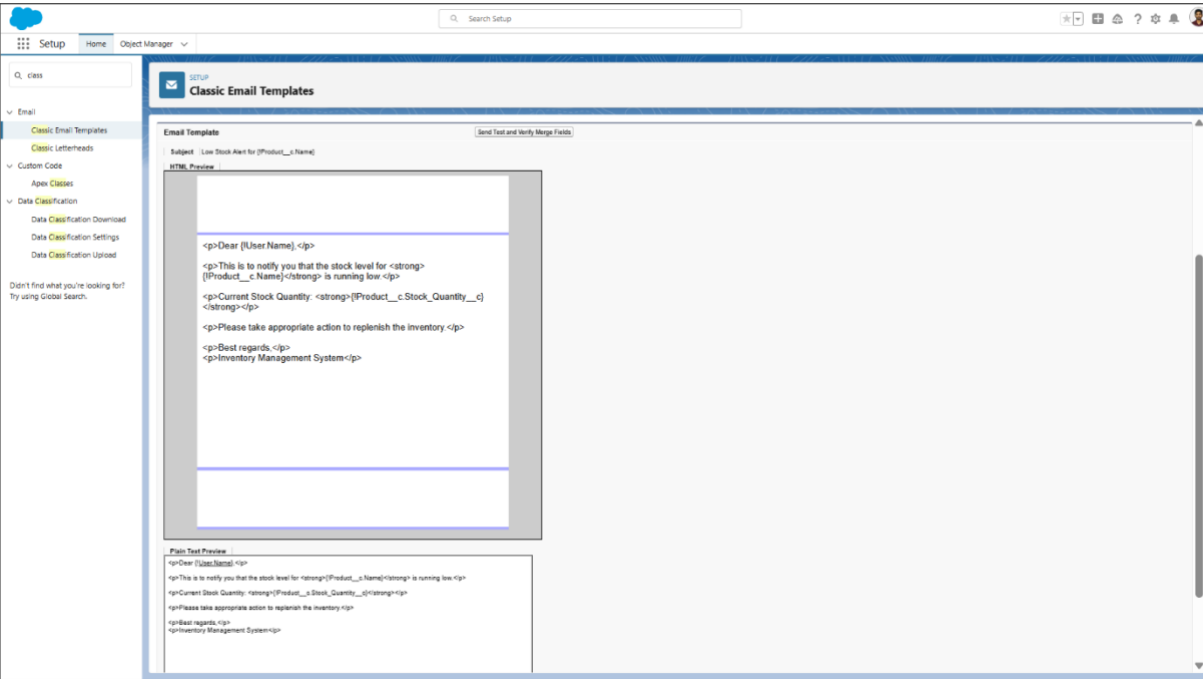 Search Setup
Setup
Home
Object Manager
class
Email
Classic Email Templates
Classic Letterheads
Custom Code
Apex Classes
Data Classification
Data Classification Download
Data Classification Settings
Data Classification Upload
Didn't find what you're looking for?
Try using Global Search.
SETUP
Classic Email Templates
Email Template
Send Test and Verify Merge Fields
Subject Low Stock Alert for {!Product__c.Name}
HTML Preview
<p>Dear {!User.Name},</p>
<p>This is to notify you that the stock level for <strong>
{!Product__c.Name}</strong> is running low.</p>
<p>Current Stock Quantity: <strong>{!Product__c.Stock_Quantity__c}
</strong></p>
<p>Please take appropriate action to replenish the inventory.</p>
<p>Best regards,</p>
<p>Inventory Management System</p>
Plain Text Preview
<p>Dear {!User.Name},</p>
<p>This is to notify you that the stock level for <strong>{!Product__c.Name}</strong> is running low.</p>
<p>Current Stock Quantity: <strong>{!Product__c.Stock_Quantity__c}</strong></p>
<p>Please take appropriate action to replenish the inventory.</p>
<p>Best regards,</p>
<p>Inventory Management System</p>